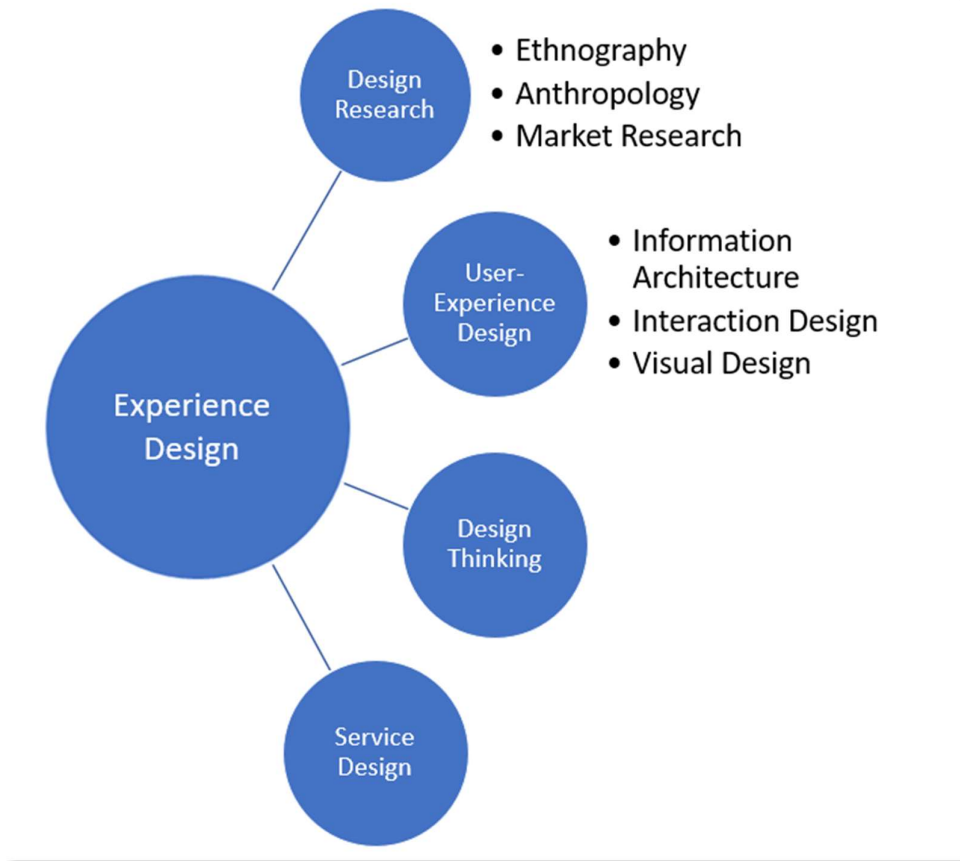 Design
Research
• Ethnography
• Anthropology
• Market Research
User-
Experience
Design
• Information
Architecture
• Interaction Design
• Visual Design
Experience
Design
Design
Thinking
Service
Design